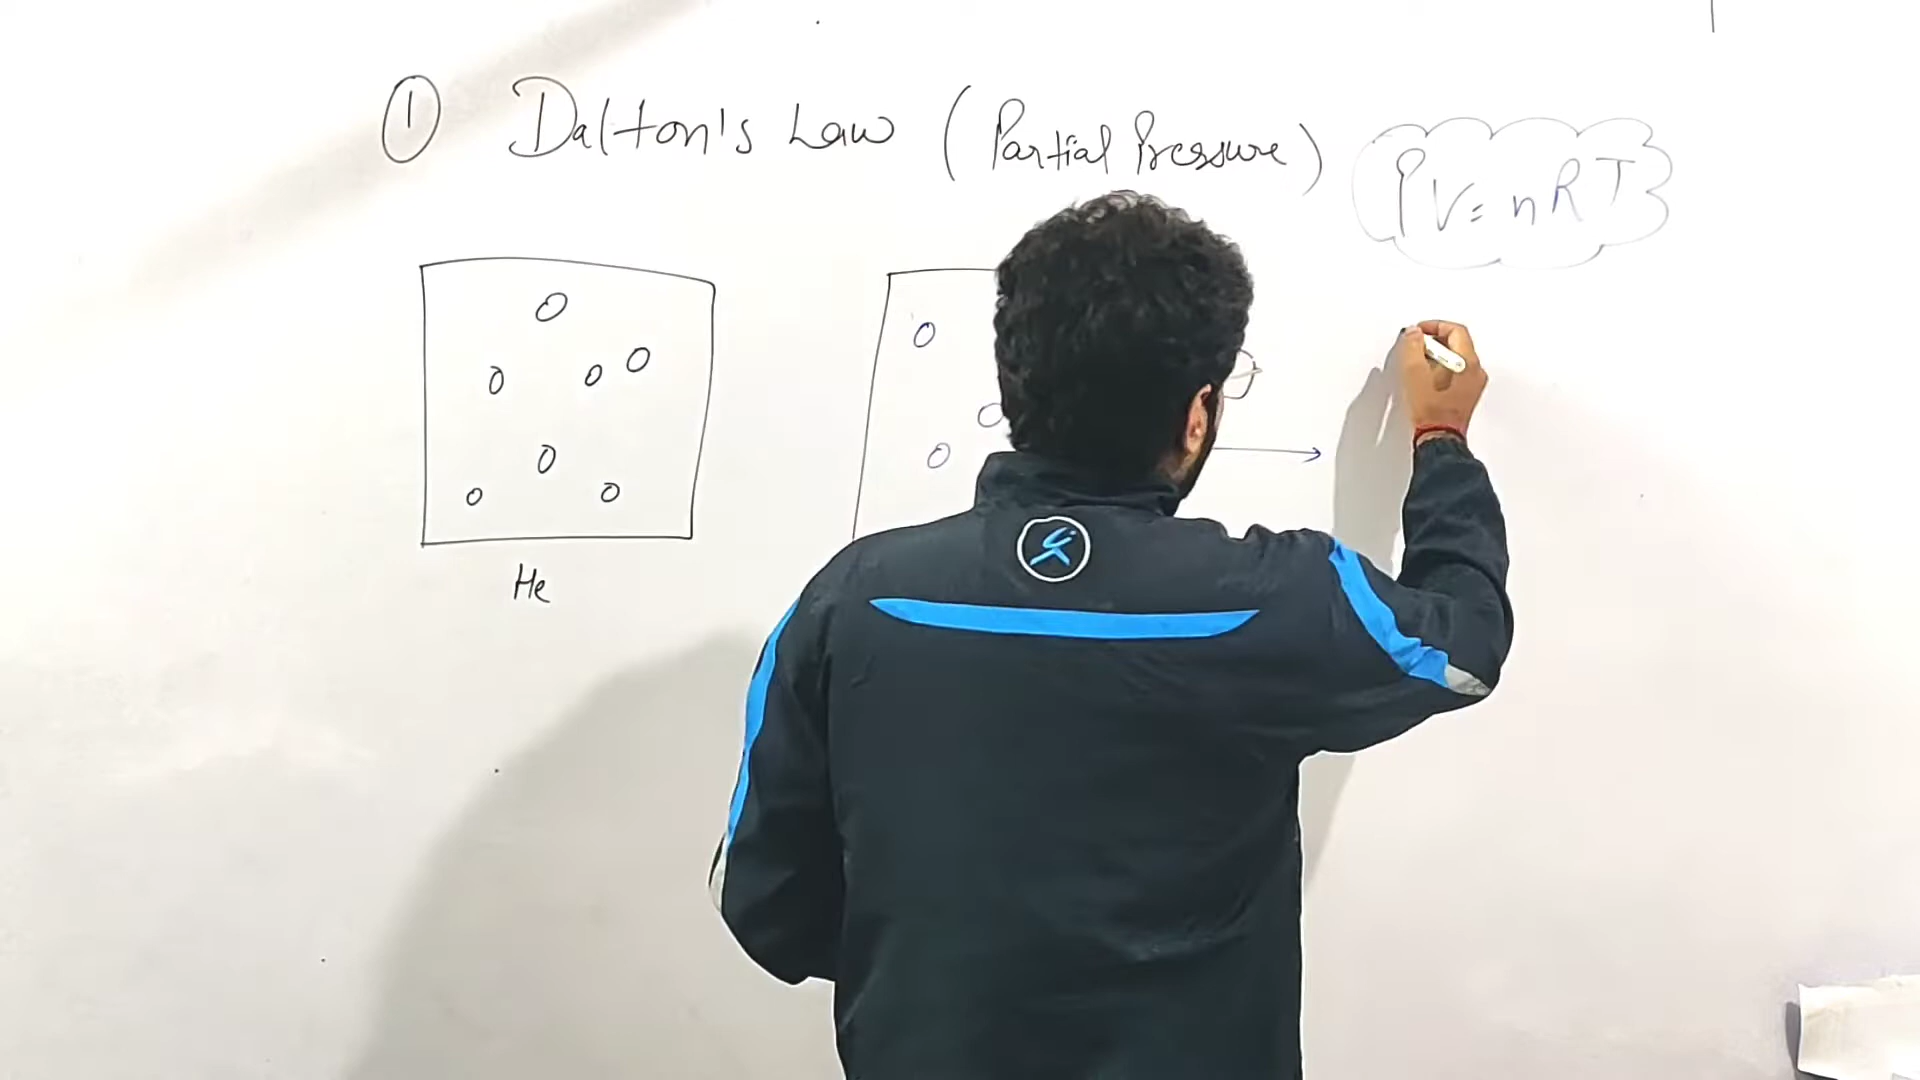 ① Dalton's Law (Partial Pressure)
PV = nRT
He